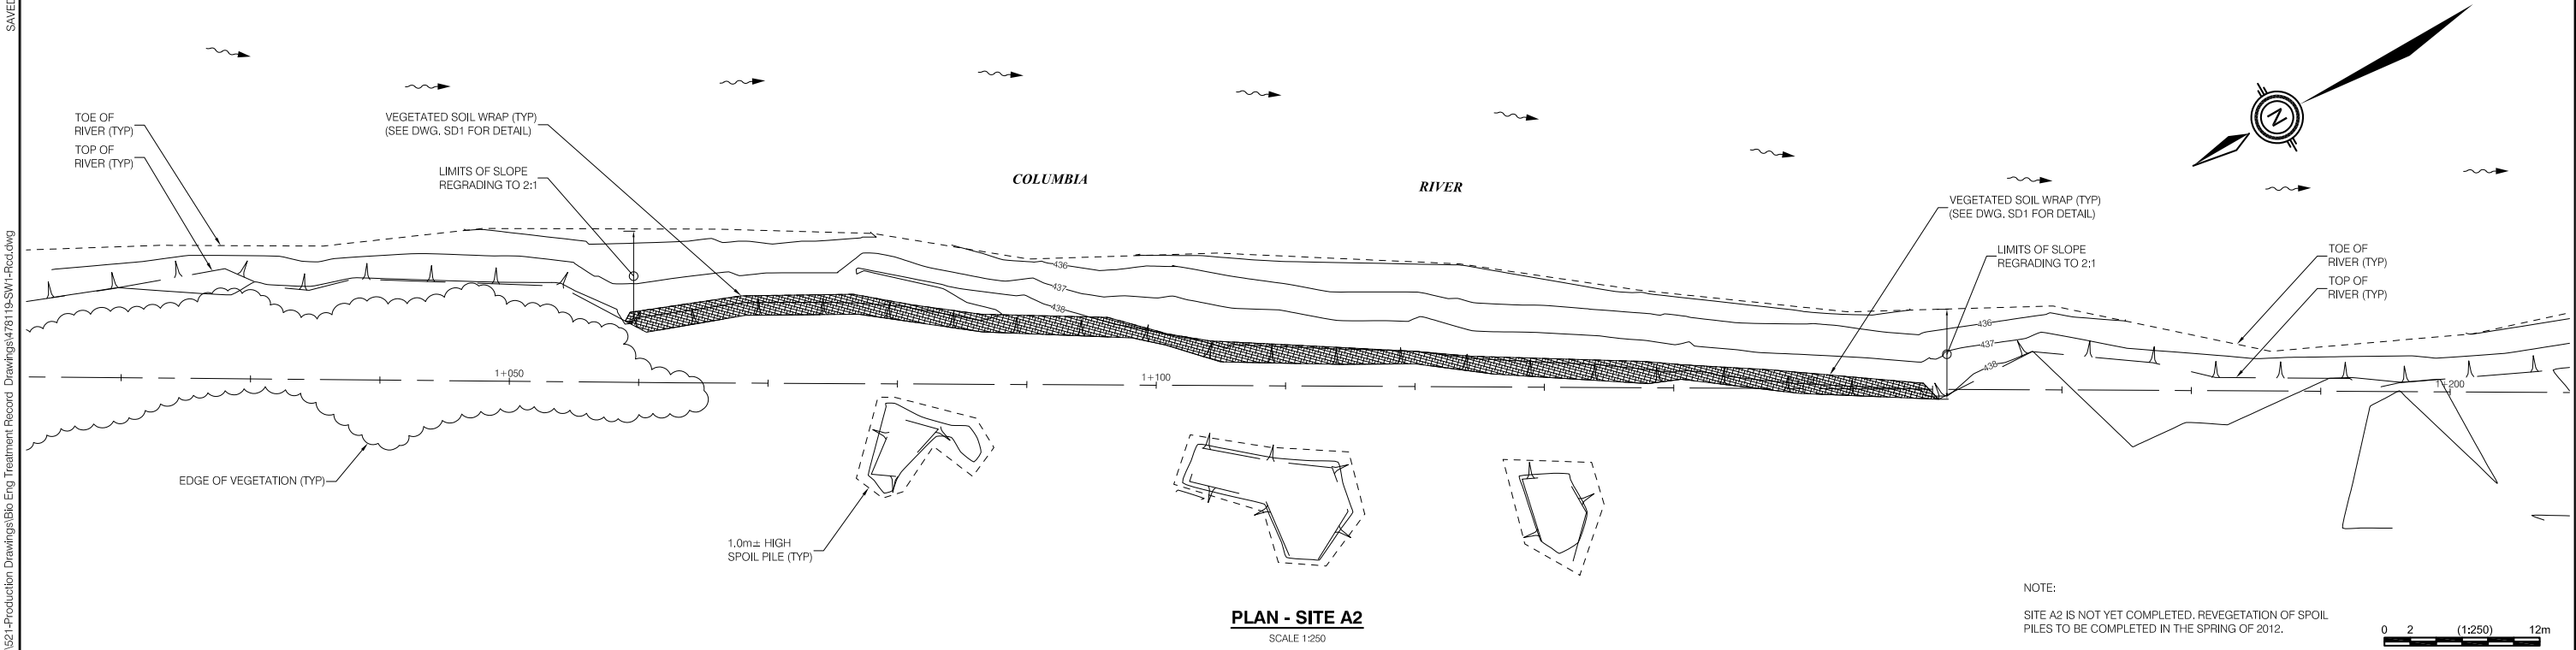 SAVED
\521-Production Drawings\Bio Eng Treatment Record Drawings\478119-SW1-Rcd.dwg
TOE OF
RIVER (TYP)
TOP OF
RIVER (TYP)
VEGETATED SOIL WRAP (TYP)
(SEE DWG. SD1 FOR DETAIL)
LIMITS OF SLOPE
REGRADING TO 2:1
COLUMBIA
RIVER
N
VEGETATED SOIL WRAP (TYP)
(SEE DWG. SD1 FOR DETAIL)
LIMITS OF SLOPE
REGRADING TO 2:1
TOE OF
RIVER (TYP)
TOP OF
RIVER (TYP)
436
437
438
436
437
438
1+050
1+100
1+200
EDGE OF VEGETATION (TYP)
1.0m± HIGH
SPOIL PILE (TYP)
PLAN - SITE A2
SCALE 1:250
NOTE:
SITE A2 IS NOT YET COMPLETED. REVEGETATION OF SPOIL
PILES TO BE COMPLETED IN THE SPRING OF 2012.
0 2 (1:250) 12m